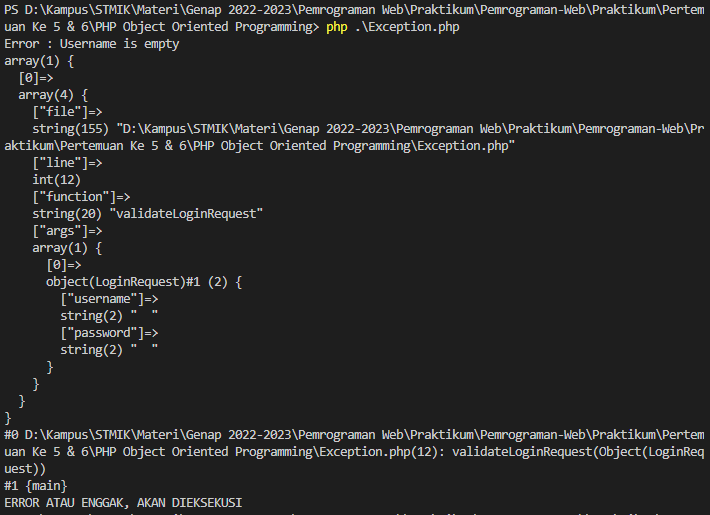 PS D:\Kampus\STMIK\Materi\Genap 2022-2023\Pemrograman Web\Praktikum\Pemrograman-Web\Praktikum\Pertem
uan Ke 5 & 6\PHP Object Oriented Programming> php .\Exception.php
Error : Username is empty
array(1) {
  [0]=>
  array(4) {
    ["file"]=>
    string(155) "D:\Kampus\STMIK\Materi\Genap 2022-2023\Pemrograman Web\Praktikum\Pemrograman-Web\Pr
aktikum\Pertemuan Ke 5 & 6\PHP Object Oriented Programming\Exception.php"
    ["line"]=>
    int(12)
    ["function"]=>
    string(20) "validateLoginRequest"
    ["args"]=>
    array(1) {
      [0]=>
      object(LoginRequest)#1 (2) {
        ["username"]=>
        string(2) "  "
        ["password"]=>
        string(2) "  "
      }
    }
  }
}
#0 D:\Kampus\STMIK\Materi\Genap 2022-2023\Pemrograman Web\Praktikum\Pemrograman-Web\Praktikum\Pertem
uan Ke 5 & 6\PHP Object Oriented Programming\Exception.php(12): validateLoginRequest(Object(LoginReq
uest))
#1 {main}
ERROR ATAU ENGGAK, AKAN DIEKSEKUSI